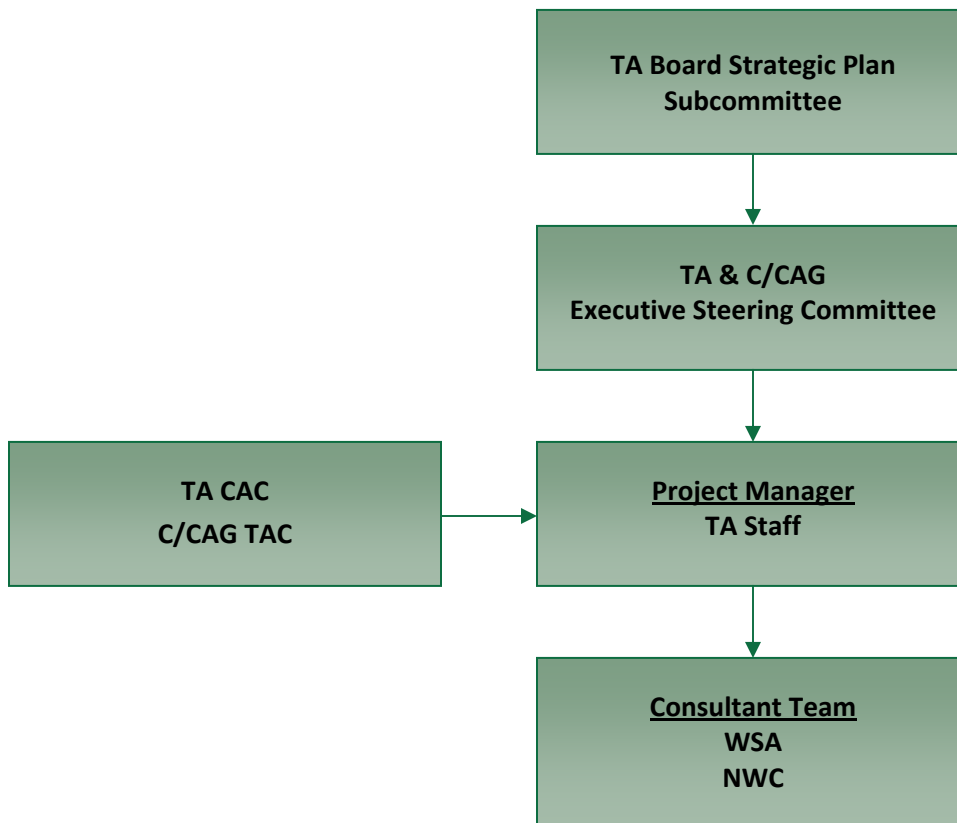 TA Board Strategic Plan
Subcommittee
TA & C/CAG
Executive Steering Committee
TA CAC
C/CAG TAC
Project Manager
TA Staff
Consultant Team
WSA
NWC